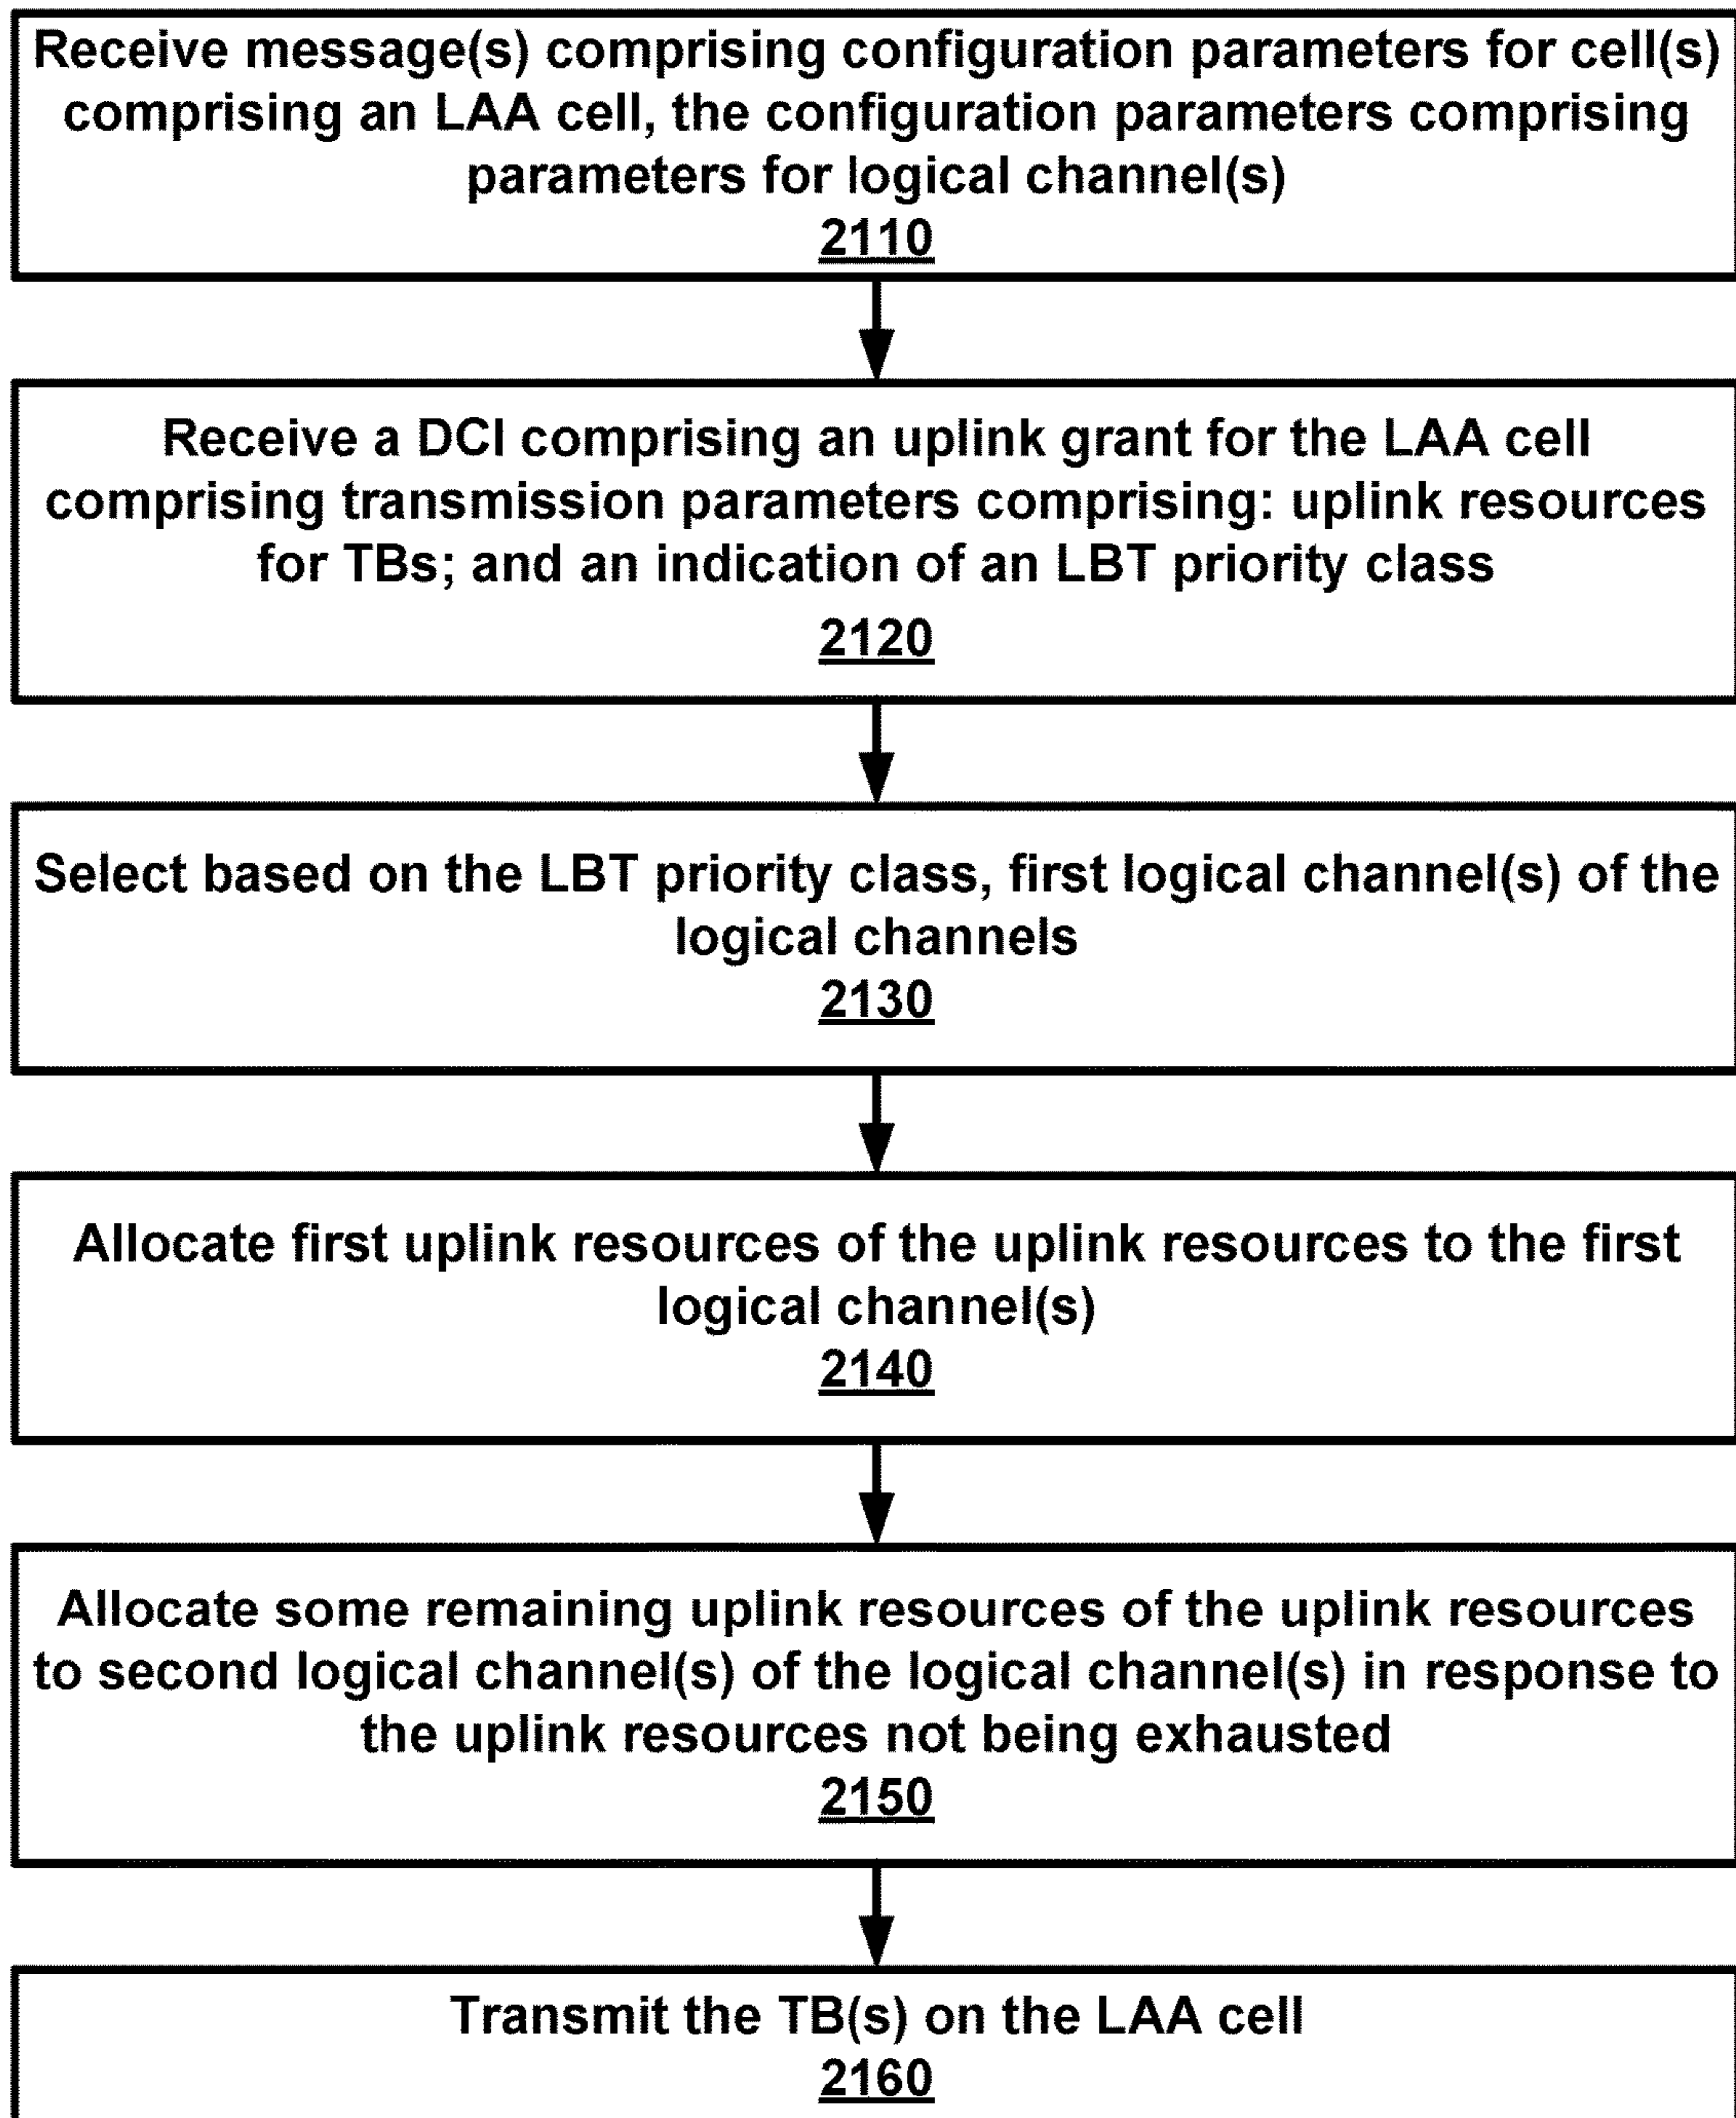 Receive message(s) comprising configuration parameters for cell(s)
comprising an LAA cell, the configuration parameters comprising
parameters for logical channel(s)
2110
Receive a DCI comprising an uplink grant for the LAA cell
comprising transmission parameters comprising: uplink resources
for TBs; and an indication of an LBT priority class
2120
Select based on the LBT priority class, first logical channel(s) of the
logical channels
2130
Allocate first uplink resources of the uplink resources to the first
logical channel(s)
2140
Allocate some remaining uplink resources of the uplink resources
to second logical channel(s) of the logical channel(s) in response to
the uplink resources not being exhausted
2150
Transmit the TB(s) on the LAA cell
2160